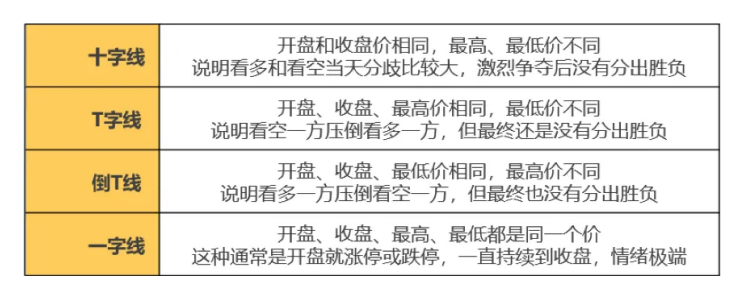 十字线
开盘和收盘价相同，最高、最低价不同
说明看多和看空当天分歧比较大，激烈争夺后没有分出胜负
T字线
开盘、收盘、最高价相同，最低价不同
说明看空一方压倒看多一方，但最终还是没有分出胜负
倒T线
开盘、收盘、最低价相同，最高价不同
说明看多一方压倒看空一方，但最终也没有分出胜负
一字线
开盘、收盘、最高、最低都是同一个价
这种通常是开盘就涨停或跌停，一直持续到收盘，情绪极端